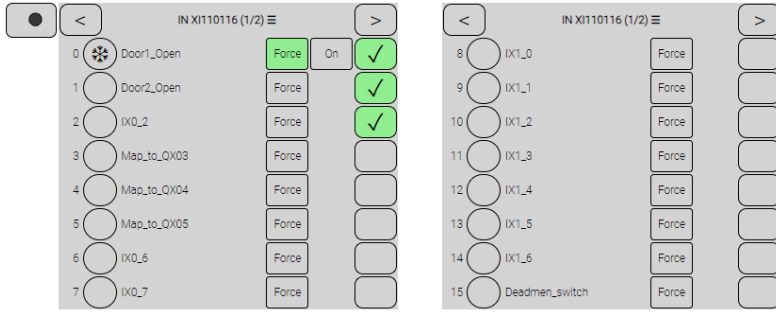 < IN XI110116 (1/2) ☰ >
0 Door1_Open Force On ✓
1 Door2_Open Force ✓
2 IX0_2 Force ✓
3 Map_to_QX03 Force
4 Map_to_QX04 Force
5 Map_to_QX05 Force
6 IX0_6 Force
7 IX0_7 Force
< IN XI110116 (1/2) ☰ >
8 IX1_0 Force
9 IX1_1 Force
10 IX1_2 Force
11 IX1_3 Force
12 IX1_4 Force
13 IX1_5 Force
14 IX1_6 Force
15 Deadmen_switch Force